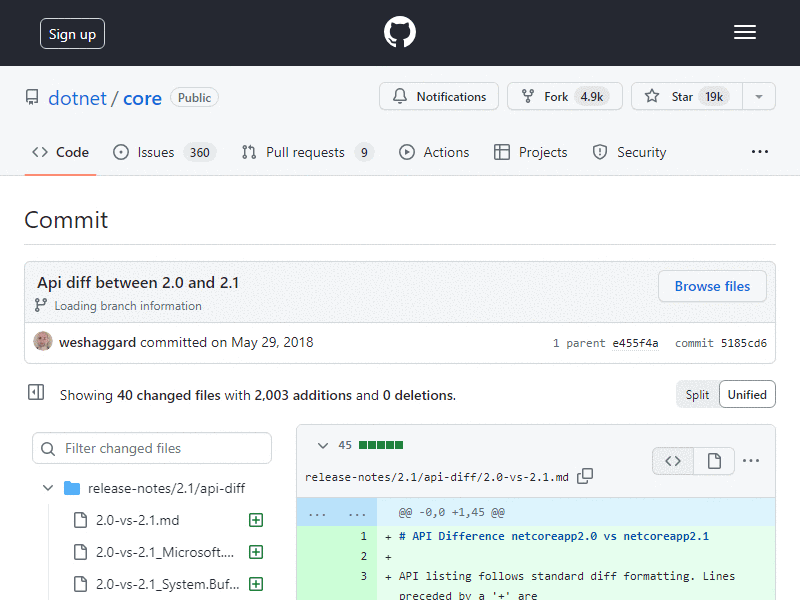 Sign up
dotnet / core Public
Notifications Fork 4.9k Star 19k
Code Issues 360 Pull requests 9 Actions Projects Security ...
Commit
Api diff between 2.0 and 2.1
Browse files
Loading branch information
weshaggard committed on May 29, 2018 1 parent e455f4a commit 5185cd6
Showing 40 changed files with 2,003 additions and 0 deletions.
Split Unified
Filter changed files
release-notes/2.1/api-diff
2.0-vs-2.1.md
2.0-vs-2.1_Microsoft....
2.0-vs-2.1_System.Buf...
45
release-notes/2.1/api-diff/2.0-vs-2.1.md
... ... @@ -0,0 +1,45 @@
1 + # API Difference netcoreapp2.0 vs netcoreapp2.1
2 +
3 + API listing follows standard diff formatting. Lines
preceded by a '+' are